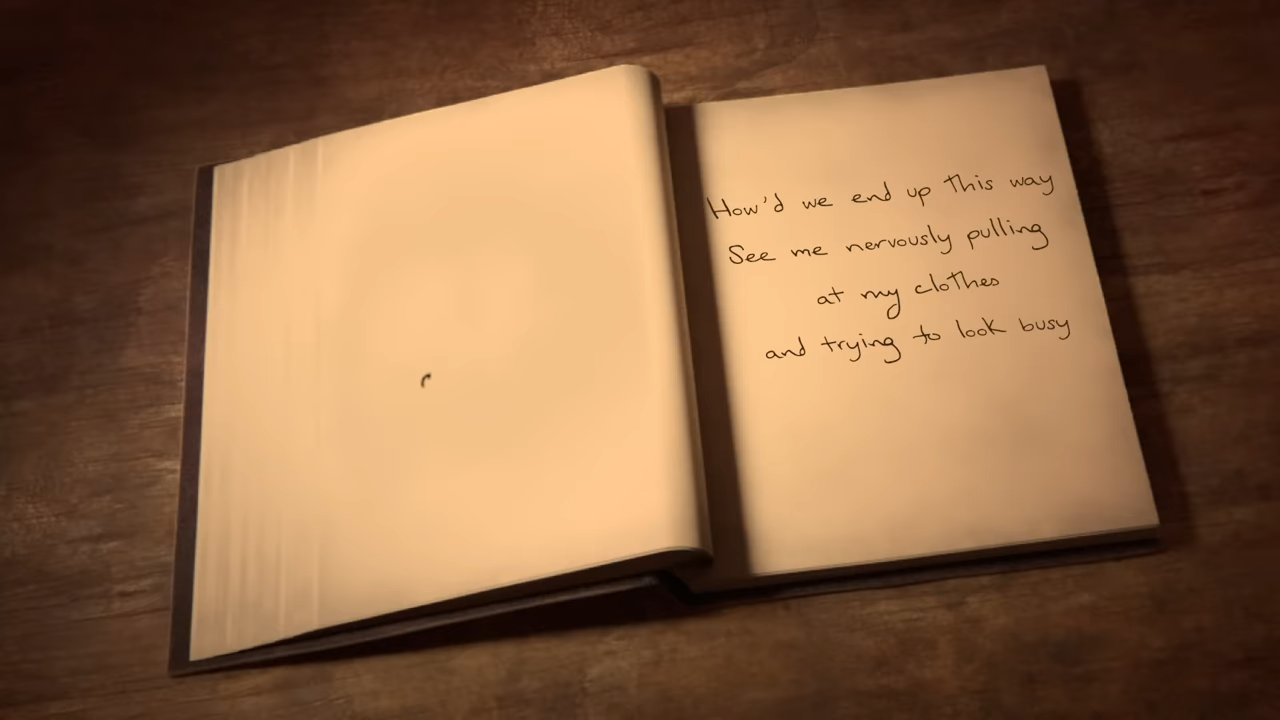 How'd we end up this way
See me nervously pulling
at my clothes
and trying to look busy